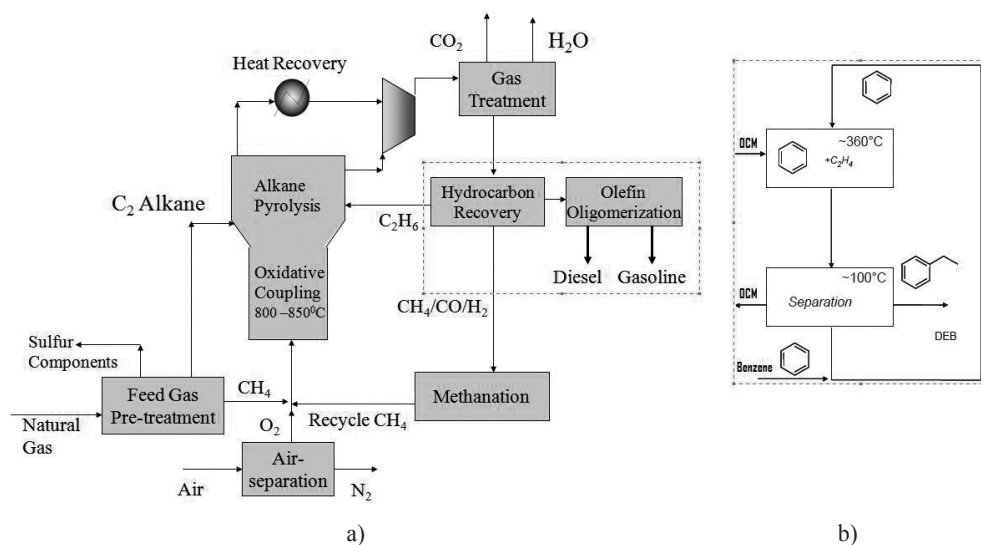 CO2
H2O
Heat Recovery
Gas
Treatment
Alkane
Pyrolysis
C2 Alkane
Hydrocarbon
Recovery
Olefin
Oligomerization
C2H6
Diesel
Gasoline
Oxidative
Coupling
800 –850⁰C
CH4/CO/H2
Sulfur
Components
Feed Gas
Pre-treatment
CH4
Methanation
Recycle CH4
Natural
Gas
O2
Air-
separation
Air
N2
a)
OCM
~360°C
+C2H4
~100°C
Separation
OCM
DEB
Benzene
b)